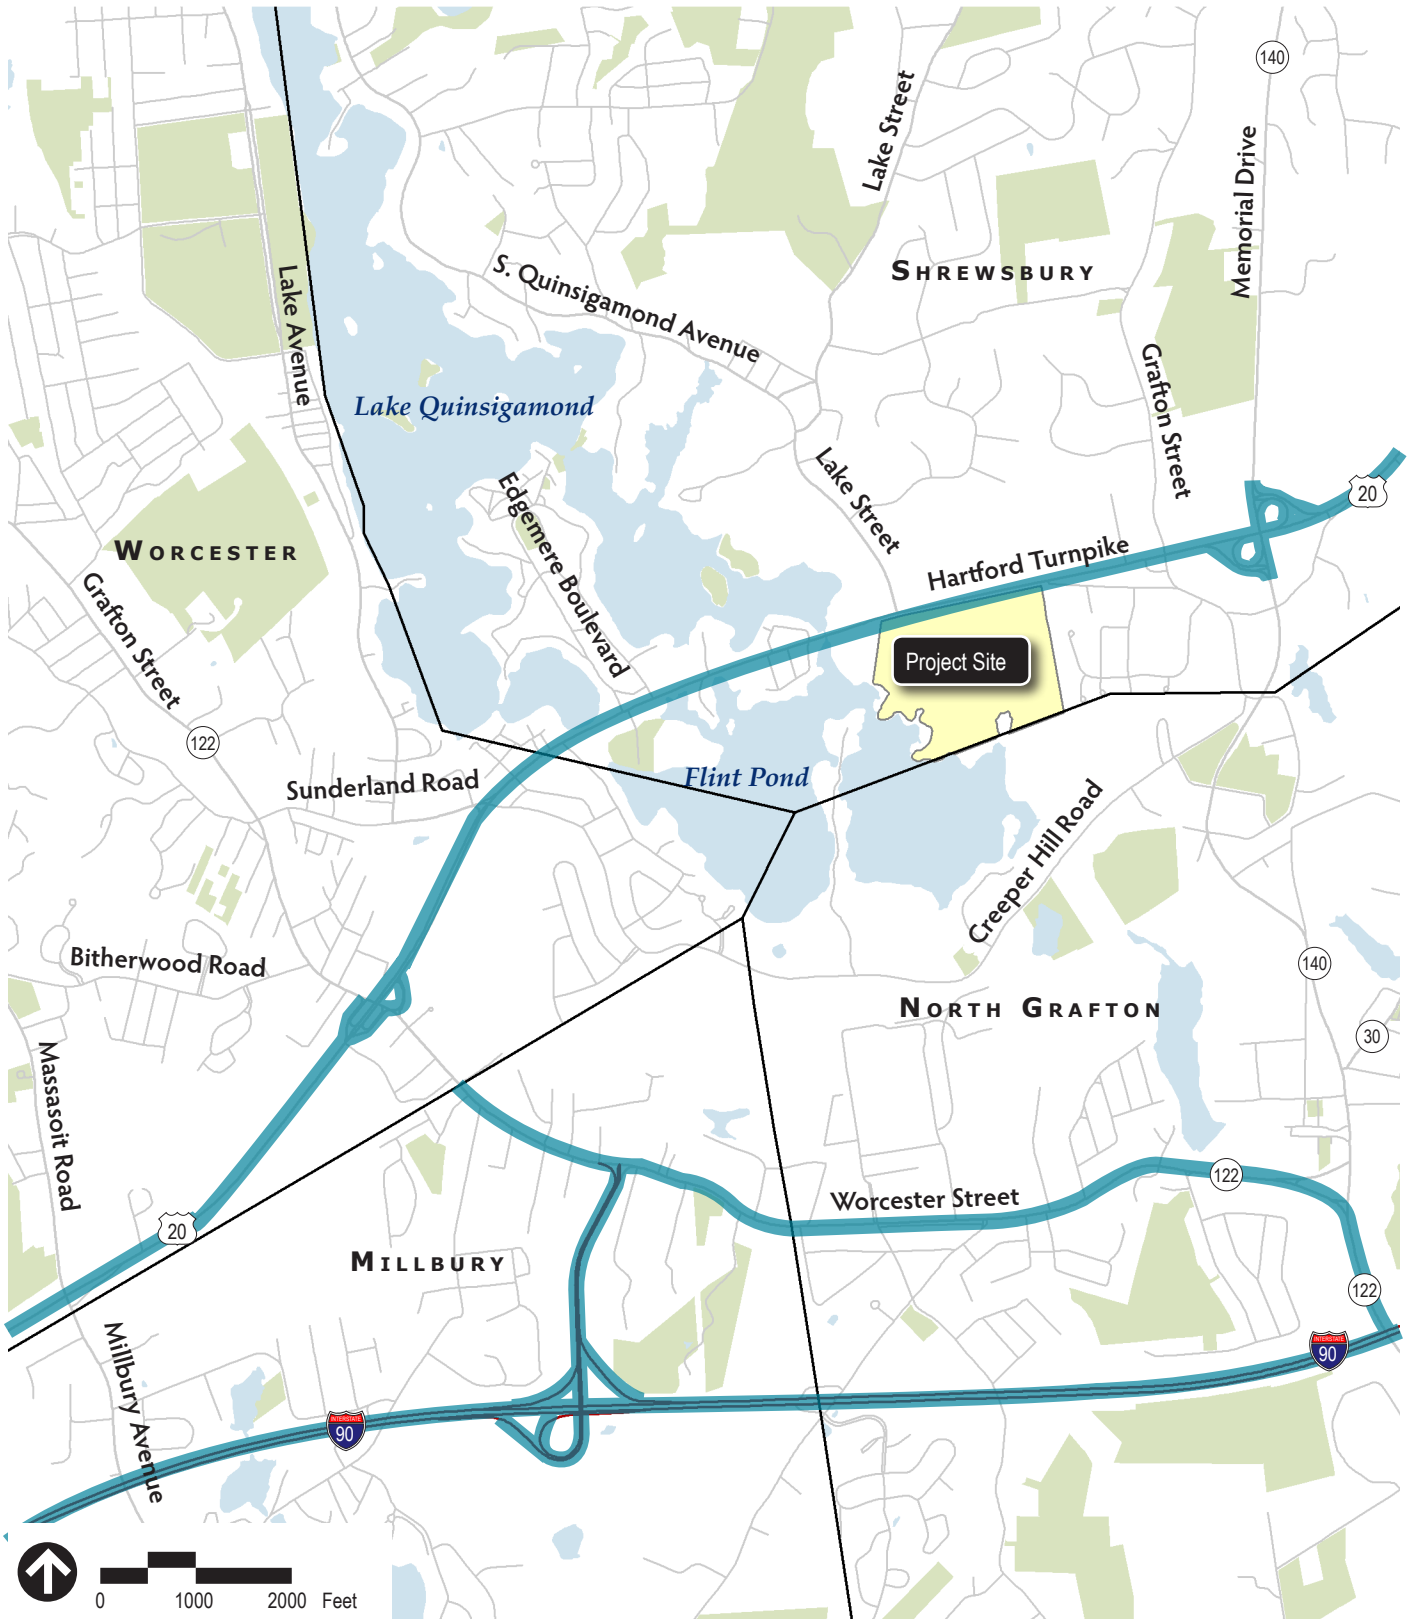 140
Lake Street
Memorial Drive
SHREWSBURY
S. Quinsigamond Avenue
Lake Avenue
Lake Quinsigamond
Grafton Street
Lake Street
Edgemere Boulevard
20
WORCESTER
Hartford Turnpike
Grafton Street
Project Site
122
Sunderland Road
Flint Pond
Creeper Hill Road
Bitherwood Road
140
NORTH GRAFTON
30
Massasoit Road
122
Worcester Street
20
MILLBURY
122
Millbury Avenue
INTERSTATE
90
INTERSTATE
90
0 1000 2000 Feet